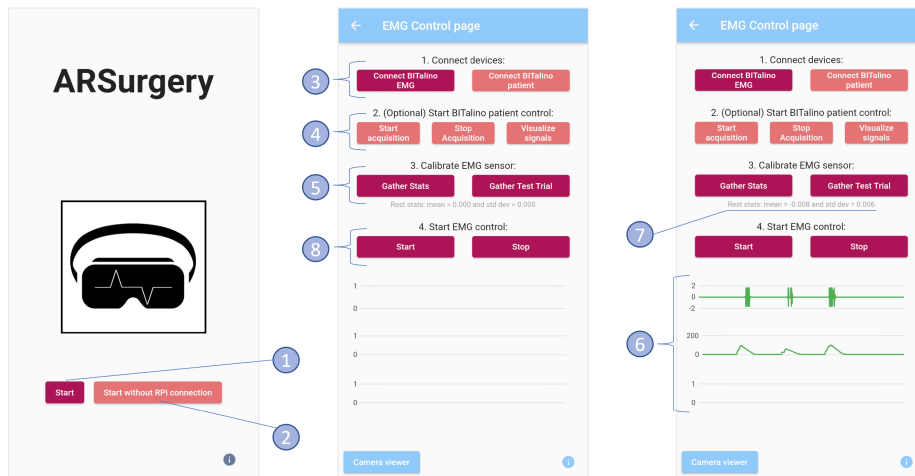 ARSurgery
Start
Start without RPI connection
1
2
i
EMG Control page
1. Connect devices:
Connect BITalino
EMG
Connect BITalino
patient
2. (Optional) Start BITalino patient control:
Start
acquisition
Stop
Acquisition
Visualize
signals
3. Calibrate EMG sensor:
Gather Stats
Gather Test Trial
Rest stats: mean = 0.000 and std dev = 0.000
4. Start EMG control:
Start
Stop
1
0
1
0
1
0
Camera viewer
i
3
4
5
8
EMG Control page
1. Connect devices:
Connect BITalino
EMG
Connect BITalino
patient
2. (Optional) Start BITalino patient control:
Start
acquisition
Stop
Acquisition
Visualize
signals
3. Calibrate EMG sensor:
Gather Stats
Gather Test Trial
Rest stats: mean = -0.008 and std dev = 0.006
4. Start EMG control:
Start
Stop
2
0
-2
200
0
1
0
Camera viewer
i
7
6